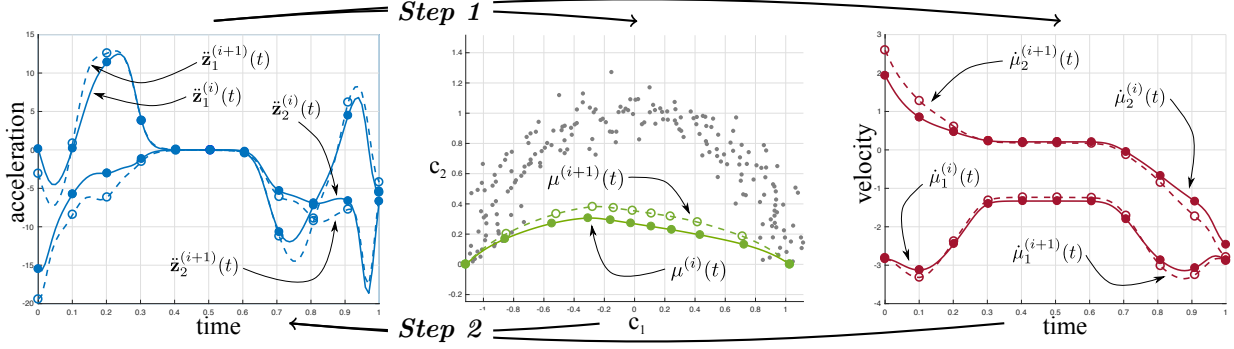 Step 1
15
10
5
0
-5
-10
-15
-20
0 0.1 0.2 0.3 0.4 0.5 0.6 0.7 0.8 0.9 1
acceleration
time
z̈₁⁽ⁱ⁺¹⁾(t)
z̈₁⁽ⁱ⁾(t)
z̈₂⁽ⁱ⁾(t)
z̈₂⁽ⁱ⁺¹⁾(t)
1.4
1.2
1
0.8
0.6
0.4
0.2
0
-0.2
-1 -0.8 -0.6 -0.4 -0.2 0 0.2 0.4 0.6 0.8 1
c₂
c₁
μ⁽ⁱ⁺¹⁾(t)
μ⁽ⁱ⁾(t)
3
2
1
0
-1
-2
-3
-4
0 0.1 0.2 0.3 0.4 0.5 0.6 0.7 0.8 0.9 1
velocity
time
μ̇₂⁽ⁱ⁺¹⁾(t)
μ̇₂⁽ⁱ⁾(t)
μ̇₁⁽ⁱ⁾(t)
μ̇₁⁽ⁱ⁺¹⁾(t)
Step 2